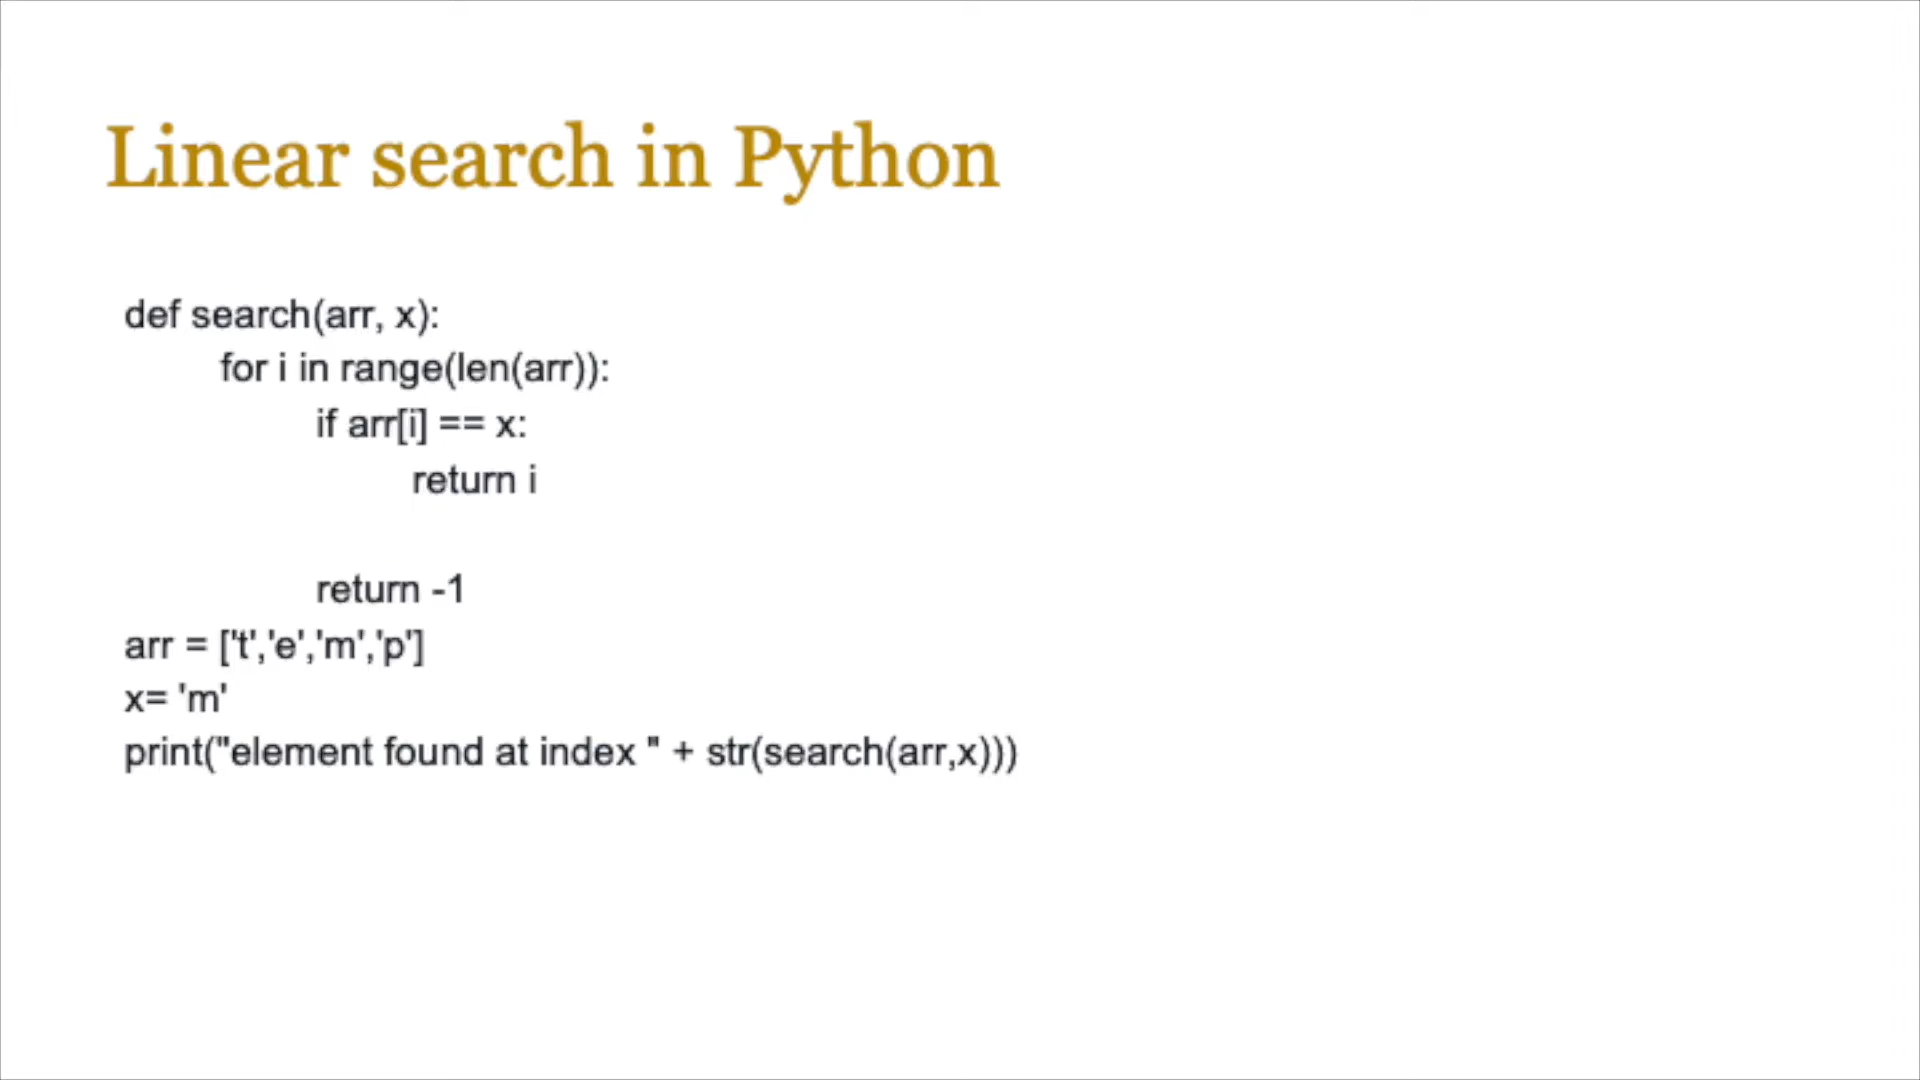 Linear search in Python
def search(arr, x):
for i in range(len(arr)):
if arr[i] == x:
return i
return -1
arr = ['t','e','m','p']
x= 'm'
print("element found at index " + str(search(arr,x)))